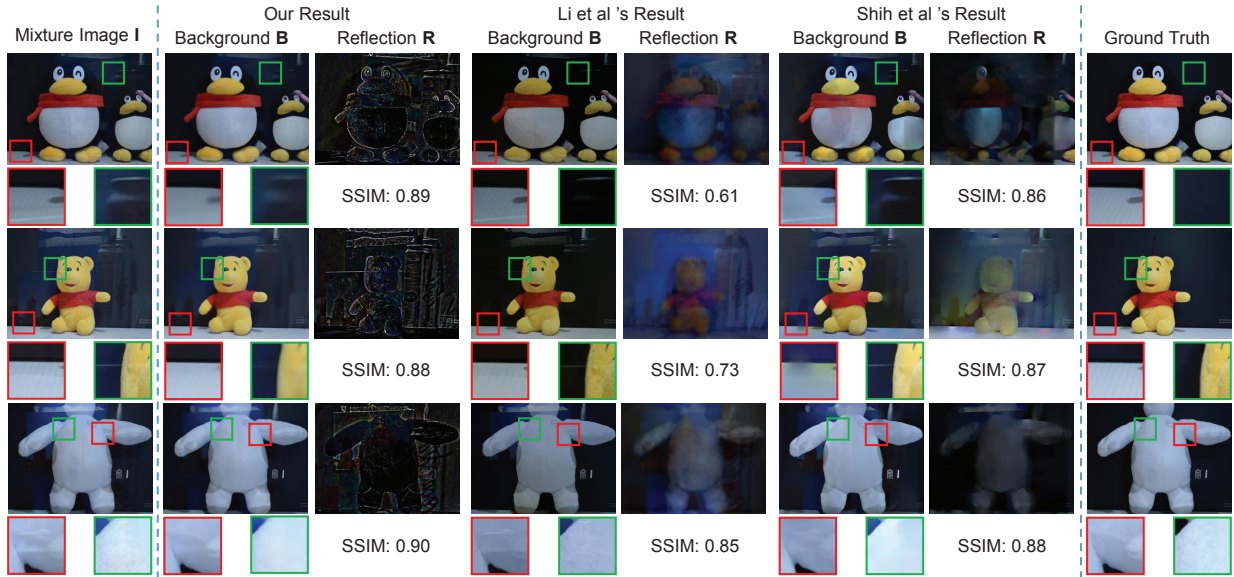 Our Result Li et al 's Result Shih et al 's Result
Mixture Image I Background B Reflection R Background B Reflection R Background B Reflection R Ground Truth
SSIM: 0.89 SSIM: 0.61 SSIM: 0.86
SSIM: 0.88 SSIM: 0.73 SSIM: 0.87
SSIM: 0.90 SSIM: 0.85 SSIM: 0.88